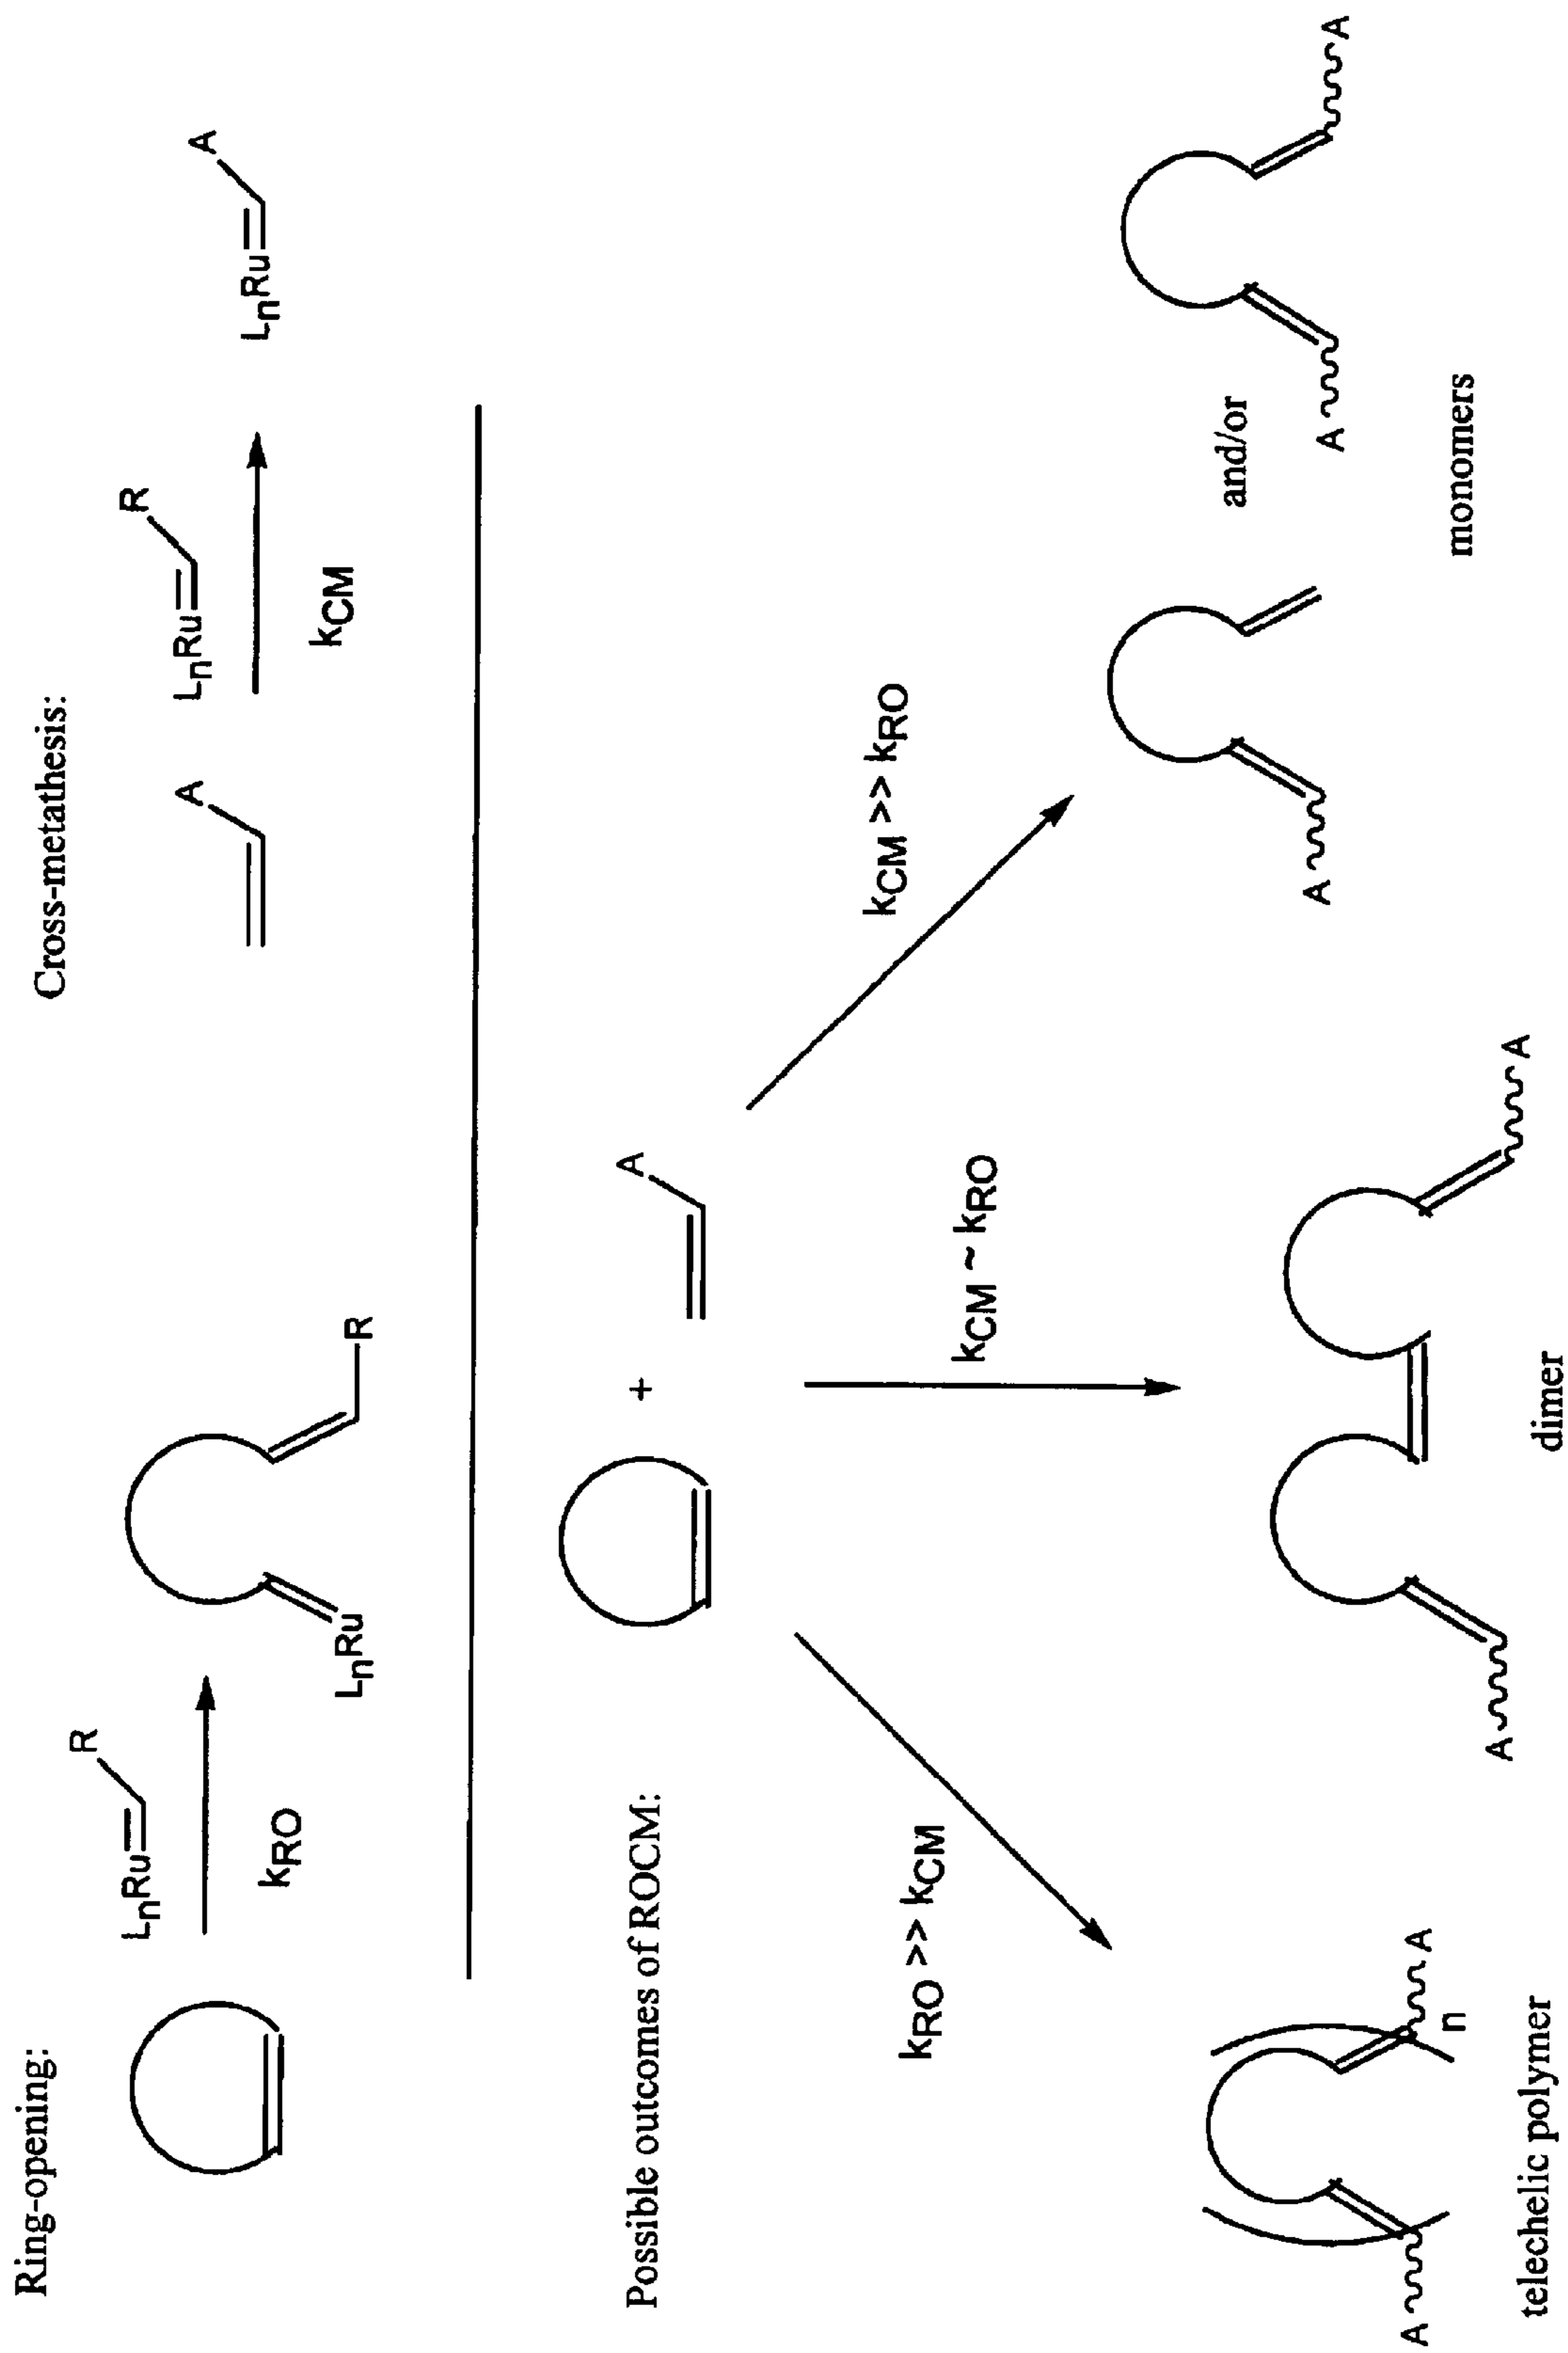 Ring-opening:
LnRu R
kRO
LnRu R
Cross-metathesis:
A
LnRu R
kCM
LnRu A
Possible outcomes of ROCM:
+
A
kRO >> kCM
kCM ~ kRO
kCM >> kRO
A A
n
telechelic polymer
A A
dimer
A
and/or
A A
monomers